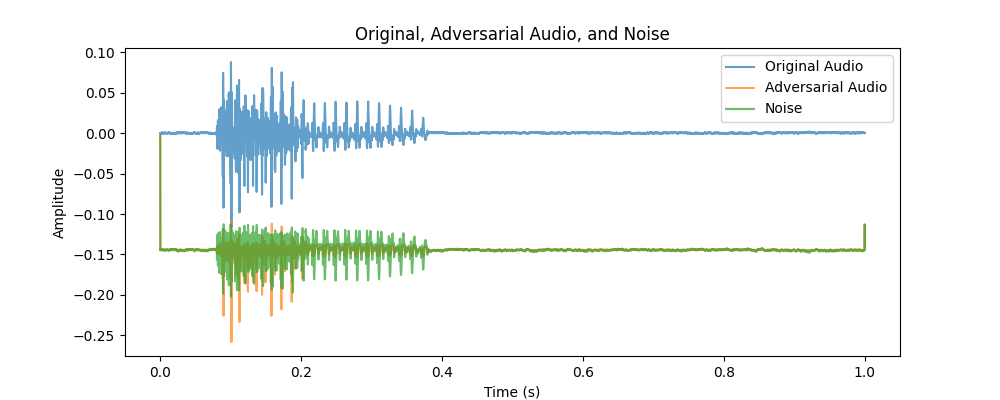 Original, Adversarial Audio, and Noise
Original Audio
Adversarial Audio
Noise
Amplitude
0.10
0.05
0.00
−0.05
−0.10
−0.15
−0.20
−0.25
0.0 0.2 0.4 0.6 0.8 1.0
Time (s)